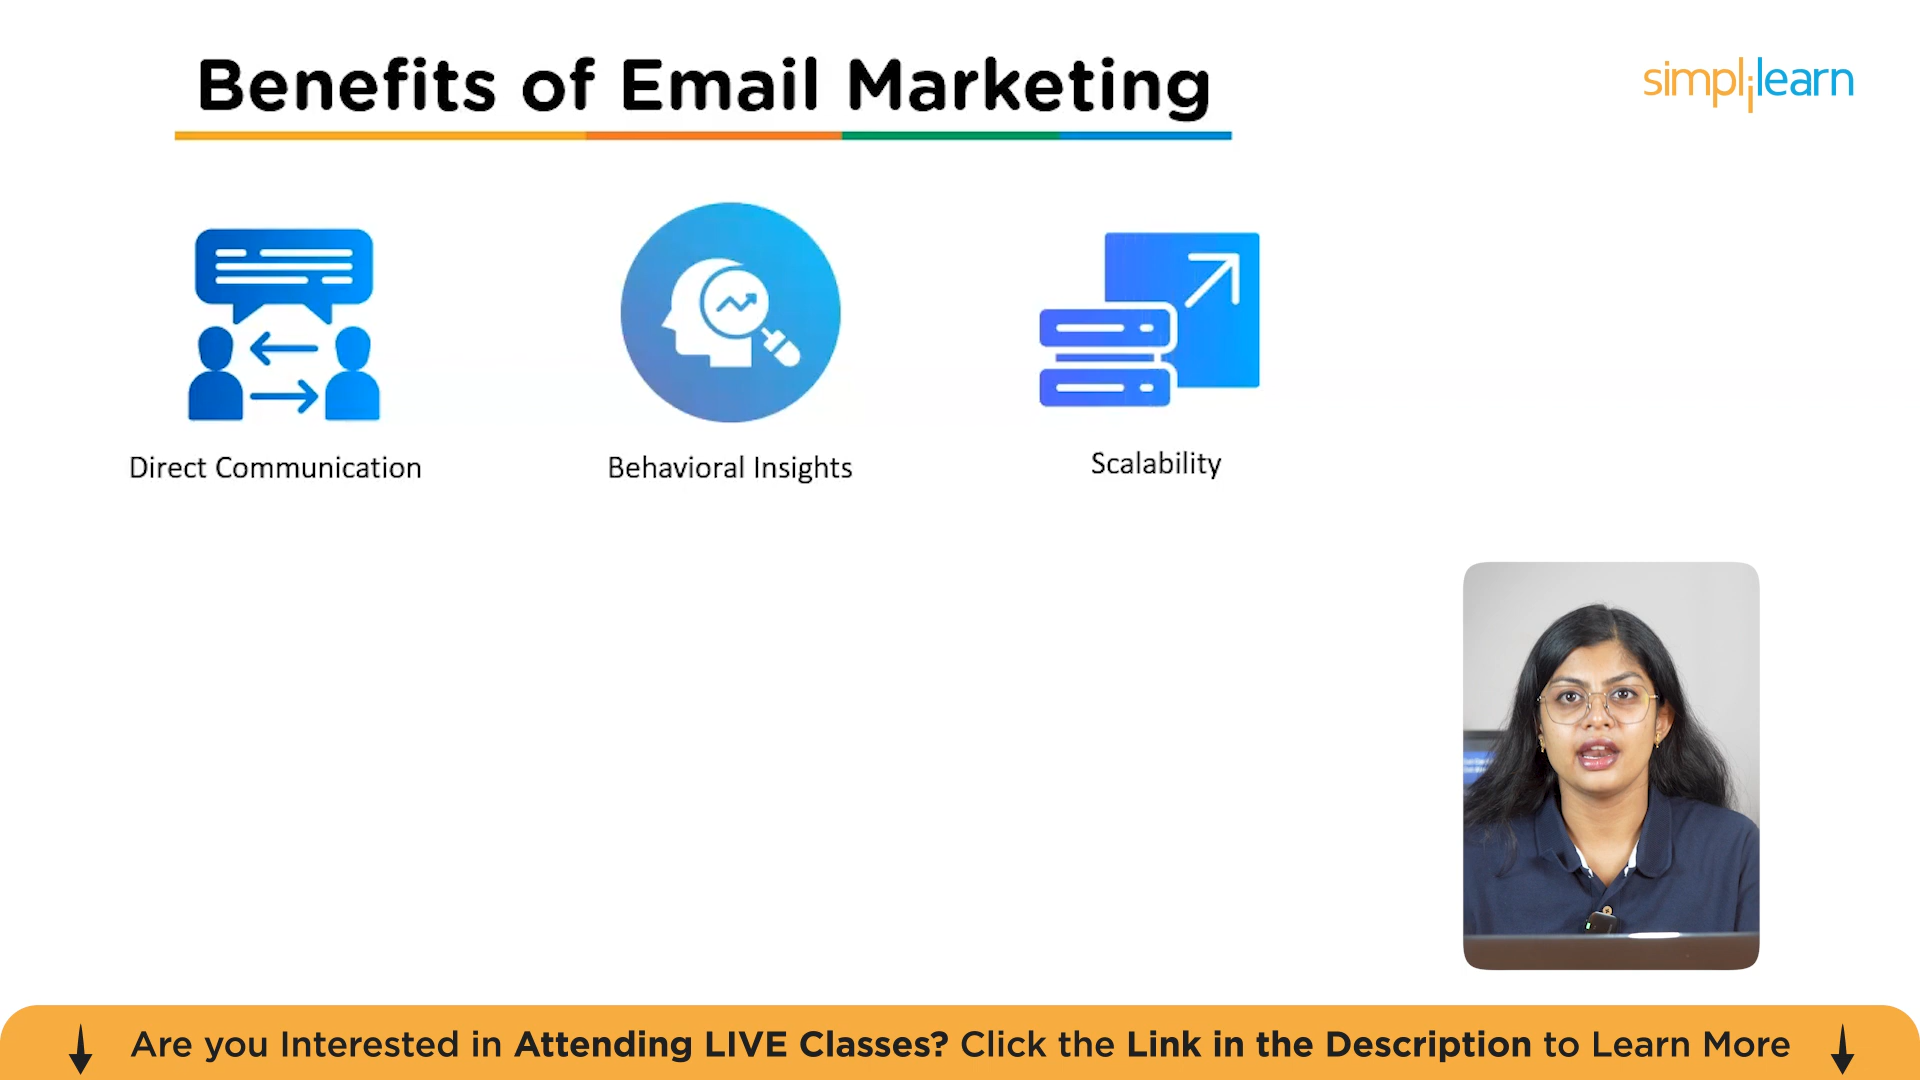 Benefits of Email Marketing
simplilearn
Direct Communication
Behavioral Insights
Scalability
Are you Interested in Attending LIVE Classes? Click the Link in the Description to Learn More